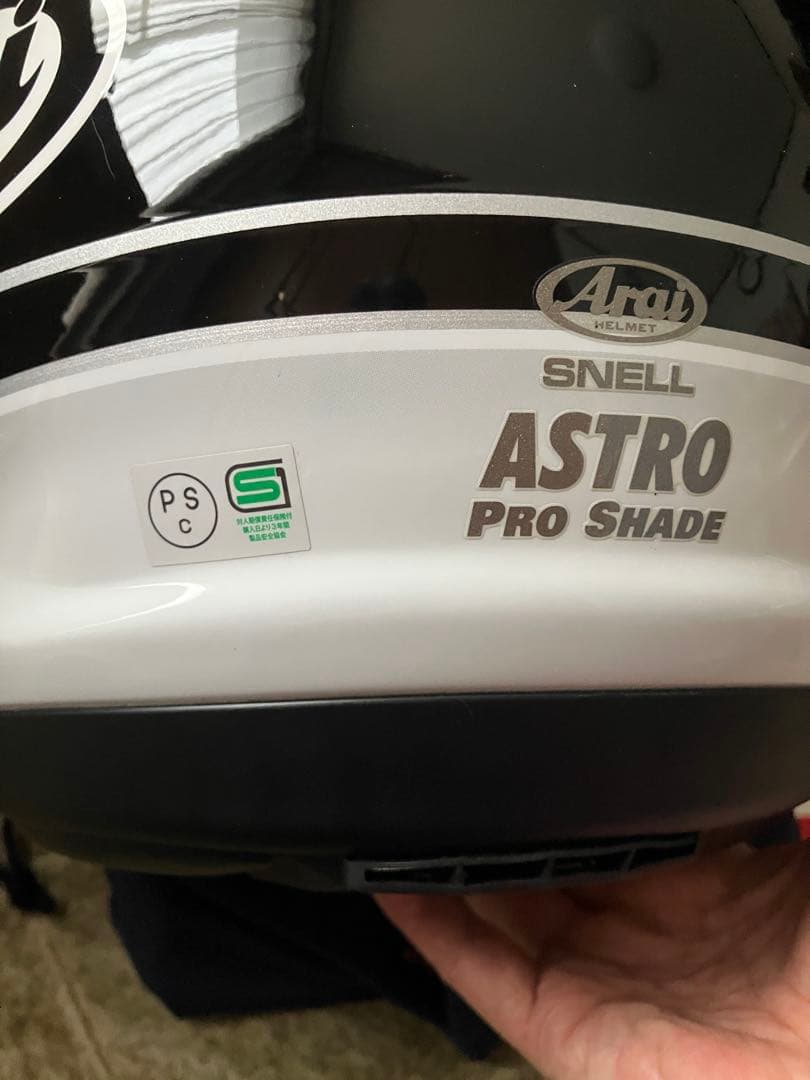 Arai
HELMET
SNELL
ASTRO
PRO SHADE
PS
C
対人賠償責任保険付
購入日より3年間
製品安全協会